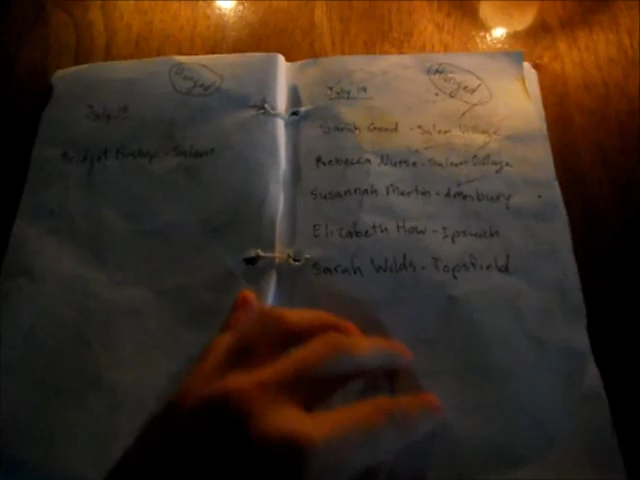 Hanged
July 19
Bridget Bishop - Salem
Hanged
July 19
Sarah Good - Salem Village
Rebecca Nurse - Salem Village
Susannah Martin - Amesbury
Elizabeth How - Ipswich
Sarah Wilds - Topsfield